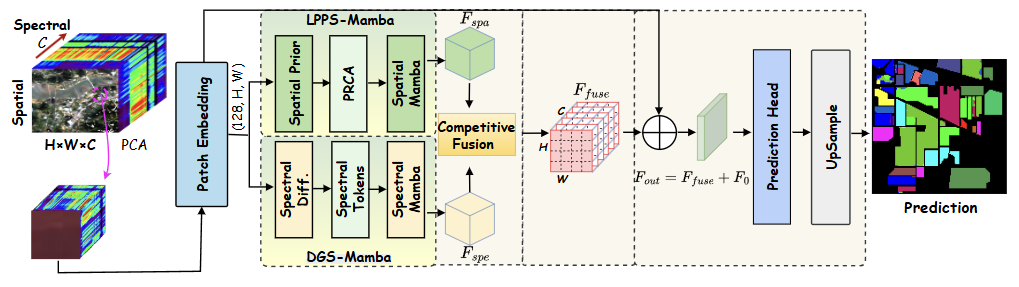 Spectral
C
Spatial
H×W×C
PCA
Patch Embedding
(128, H, W)
LPPS-Mamba
Spatial Prior
PRCA
Spatial Mamba
Spectral Diff.
Spectral Tokens
Spectral Mamba
DGS-Mamba
F_spa
Competitive
Fusion
F_spe
F_fuse
C
H
W
F_out = F_fuse + F_0
Prediction Head
UpSample
Prediction